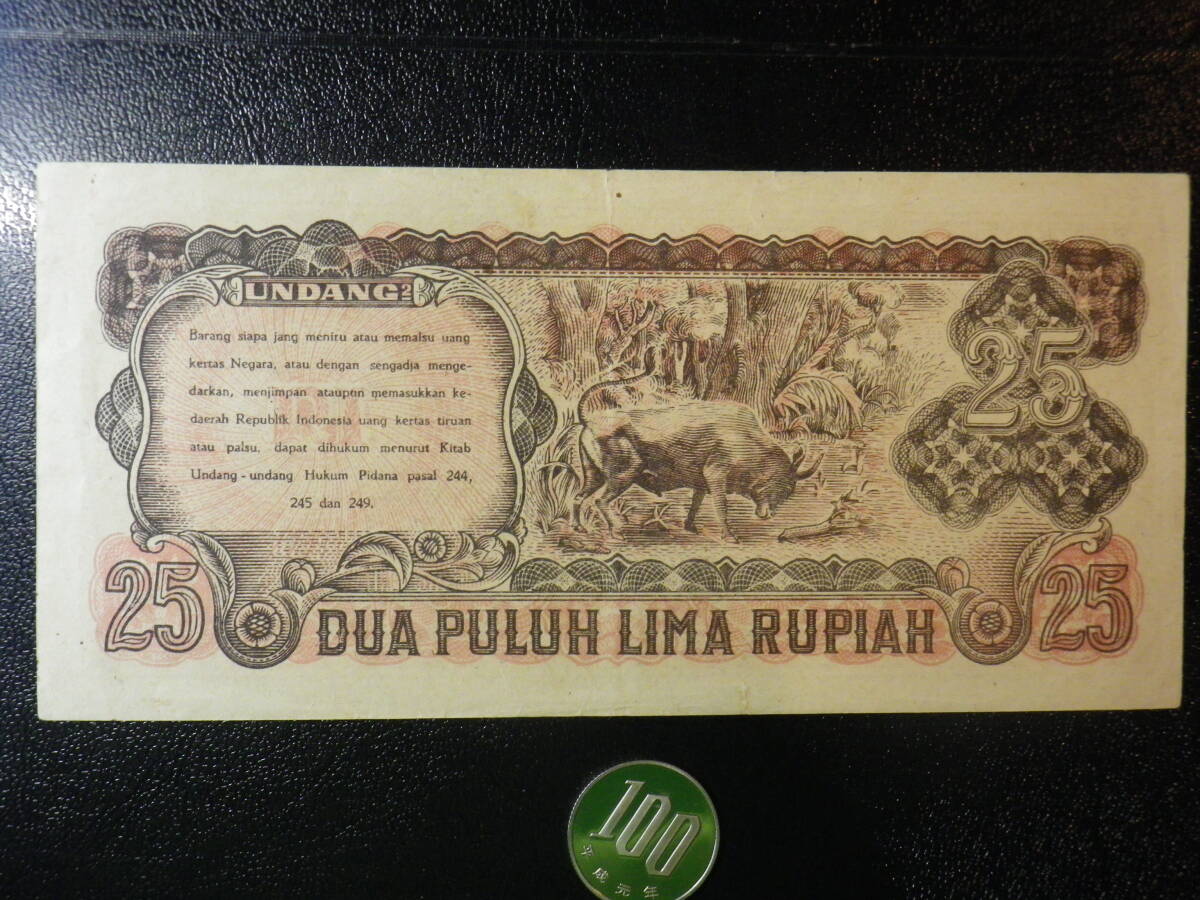 UNDANG2
Barang siapa jang meniru atau memalsu uang
kertas Negara, atau dengan sengadja menge-
darkan, menjimpan ataupun memasukkan ke-
daerah Republik Indonesia uang kertas tiruan
atau palsu, dapat dihukum menurut Kitab
Undang-undang Hukum Pidana pasal 244,
245 dan 249.
25
25
DUA PULUH LIMA RUPIAH
25
100
平成元年